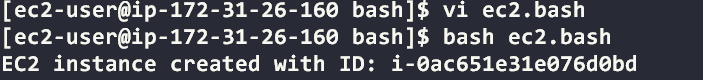 [ec2-user@ip-172-31-26-160 bash]$ vi ec2.bash
[ec2-user@ip-172-31-26-160 bash]$ bash ec2.bash
EC2 instance created with ID: i-0ac651e31e076d0bd